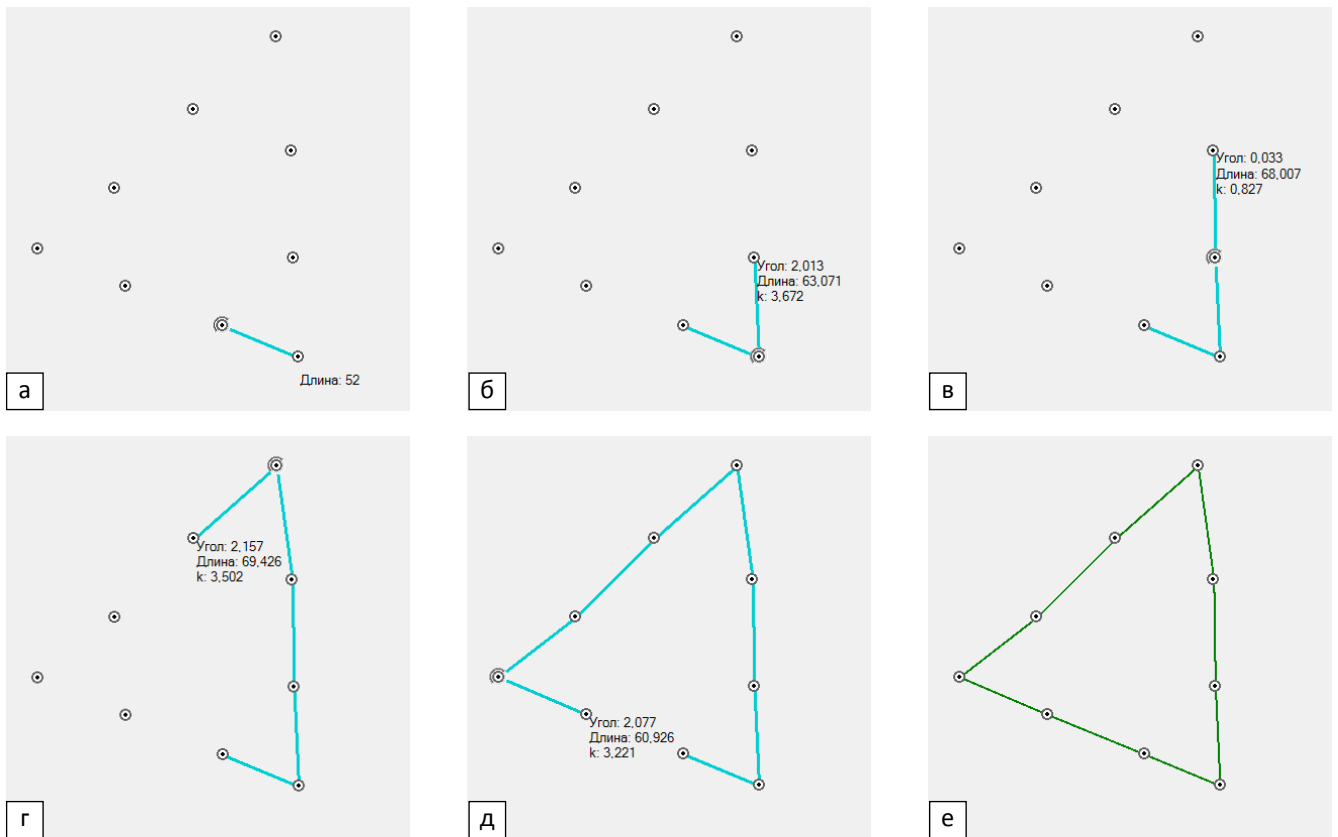 Длина: 52
а
Угол: 2,013
Длина: 63,071
k: 3,672
б
Угол: 0,033
Длина: 68,007
k: 0,827
в
Угол: 2,157
Длина: 69,426
k: 3,502
г
Угол: 2,077
Длина: 60,926
k: 3,221
д
е